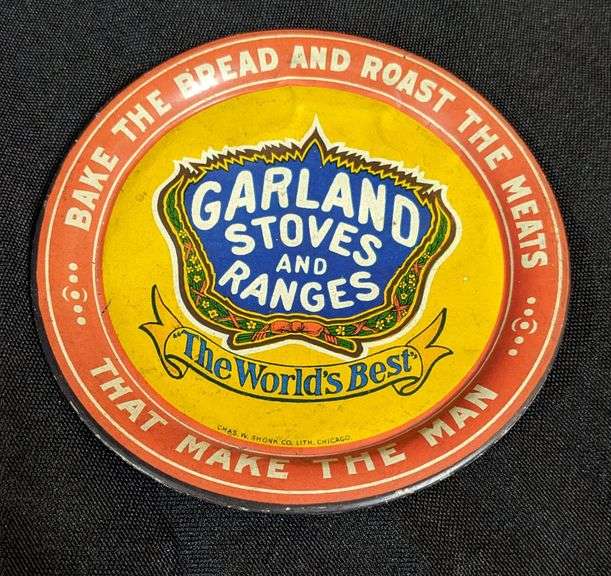 BAKE THE BREAD AND ROAST THE MEATS
THAT MAKE THE MAN
GARLAND
STOVES
AND
RANGES
"The World's Best"
CHAS. W. SHONK CO. LITH. CHICAGO